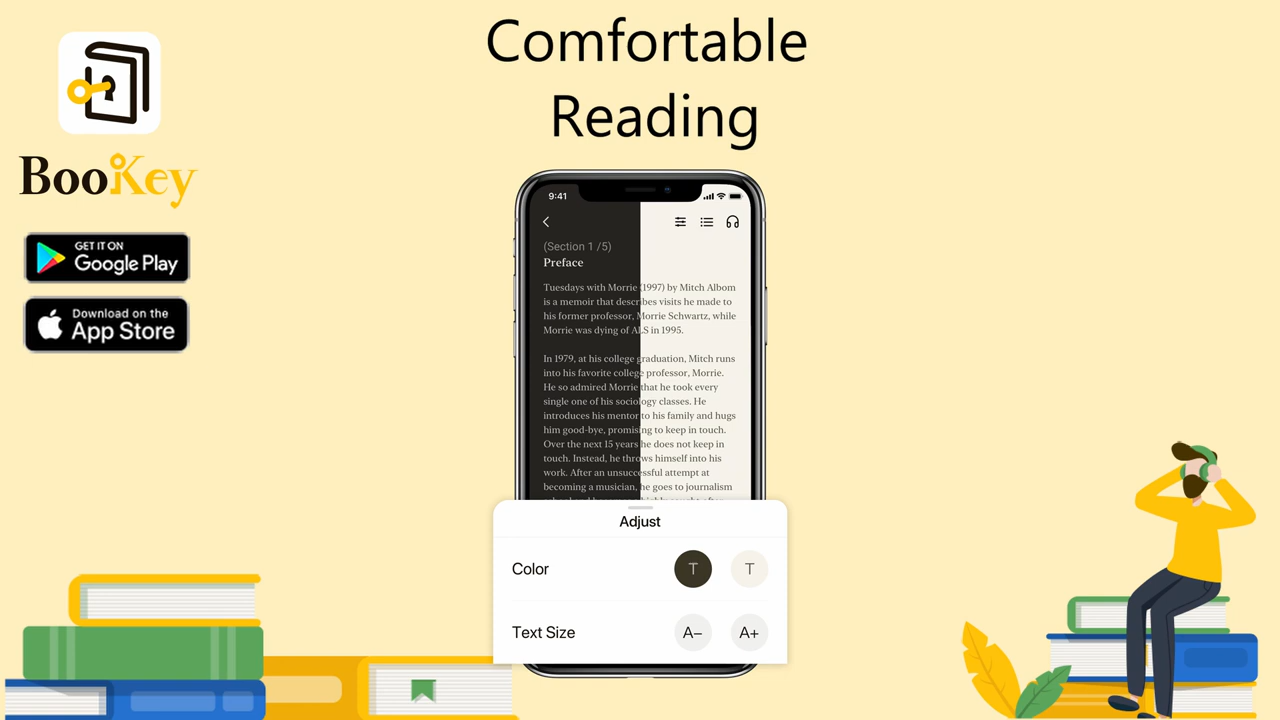 Comfortable
Reading
BooKey
GET IT ON
Google Play
Download on the
App Store
9:41
(Section 1 /5)
Preface
Tuesdays with Morrie (1997) by Mitch Albom
is a memoir that describes visits he made to
his former professor, Morrie Schwartz, while
Morrie was dying of ALS in 1995.
In 1979, at his college graduation, Mitch runs
into his favorite college professor, Morrie.
He so admired Morrie that he took every
single one of his sociology classes. He
introduces his mentor to his family and hugs
him good-bye, promising to keep in touch.
Over the next 15 years he does not keep in
touch. Instead, he throws himself into his
work. After an unsuccessful attempt at
becoming a musician, he goes to journalism
Adjust
Color
T
T
Text Size
A–
A+